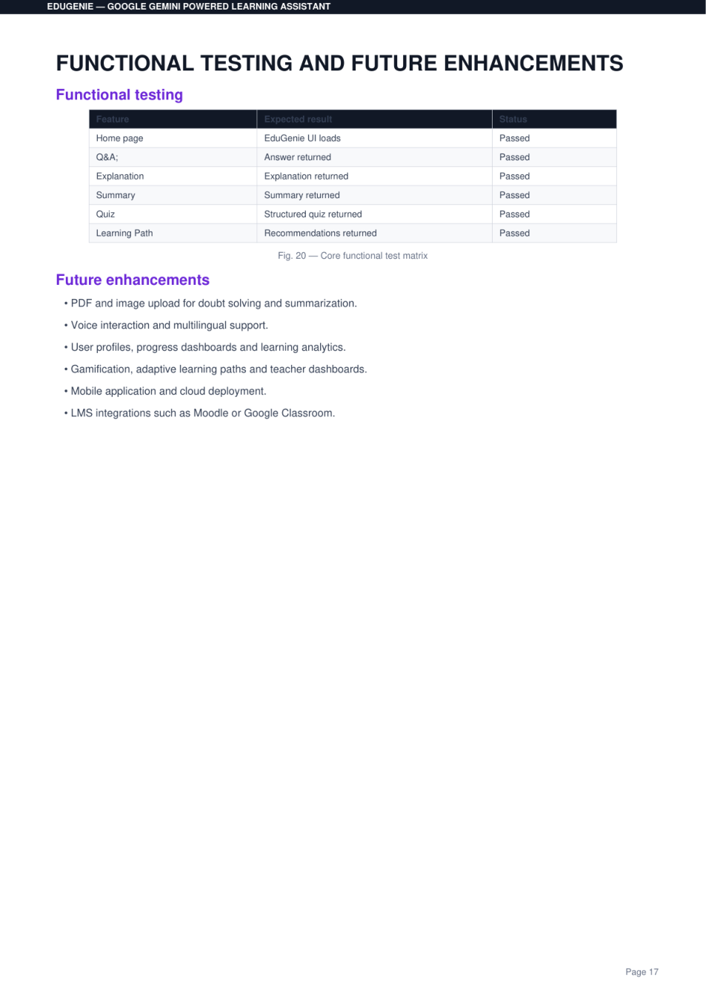 EDUGENIE — GOOGLE GEMINI POWERED LEARNING ASSISTANT
FUNCTIONAL TESTING AND FUTURE ENHANCEMENTS
Functional testing
Feature Expected result Status
Home page EduGenie UI loads Passed
Q&A; Answer returned Passed
Explanation Explanation returned Passed
Summary Summary returned Passed
Quiz Structured quiz returned Passed
Learning Path Recommendations returned Passed
Fig. 20 — Core functional test matrix
Future enhancements
• PDF and image upload for doubt solving and summarization.
• Voice interaction and multilingual support.
• User profiles, progress dashboards and learning analytics.
• Gamification, adaptive learning paths and teacher dashboards.
• Mobile application and cloud deployment.
• LMS integrations such as Moodle or Google Classroom.
Page 17